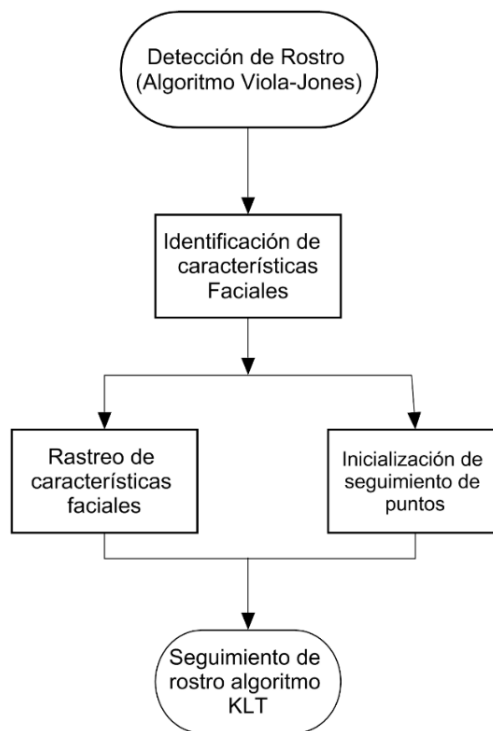 Detección de Rostro
(Algoritmo Viola-Jones)
Identificación de
características
Faciales
Rastreo de
características
faciales
Inicialización de
seguimiento de
puntos
Seguimiento de
rostro algoritmo
KLT